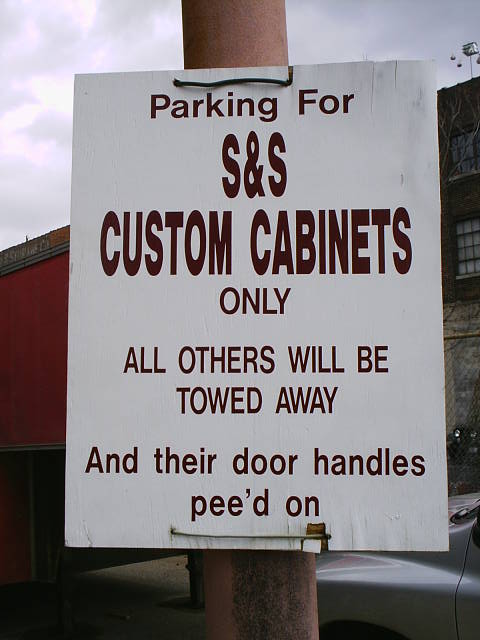 Parking For
S&S
CUSTOM CABINETS
ONLY
ALL OTHERS WILL BE
TOWED AWAY
And their door handles
pee'd on